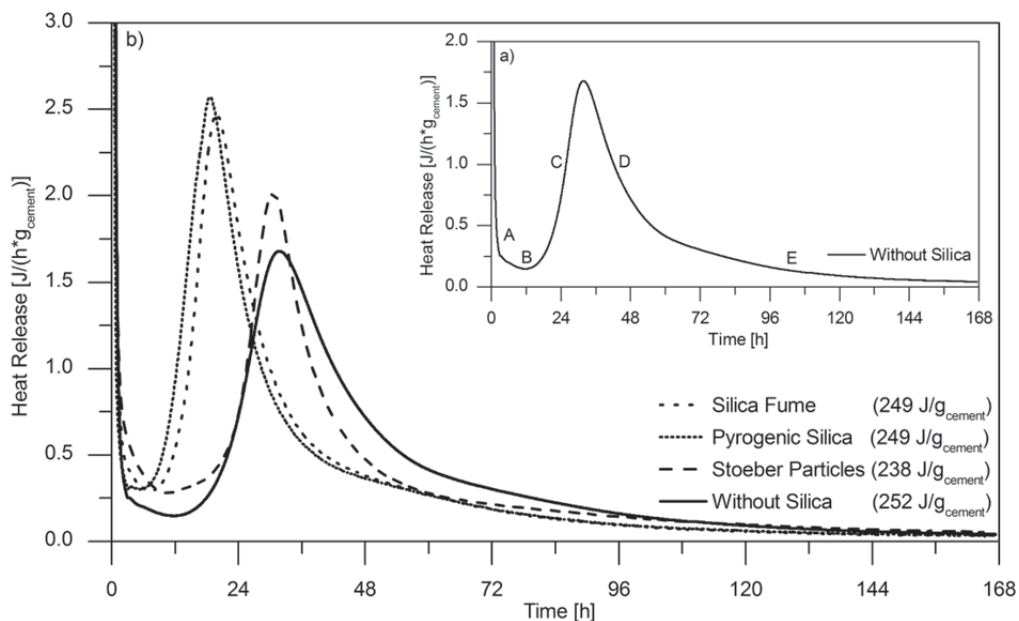 b)
Heat Release [J/(h*g_cement)]
3.0
2.5
2.0
1.5
1.0
0.5
0.0
0 24 48 72 96 120 144 168
Time [h]
a)
Heat Release [J/(h*g_cement)]
2.0
1.5
1.0
0.5
0.0
A
B
C
D
E
Without Silica
0 24 48 72 96 120 144 168
Time [h]
Silica Fume (249 J/g_cement)
Pyrogenic Silica (249 J/g_cement)
Stoeber Particles (238 J/g_cement)
Without Silica (252 J/g_cement)